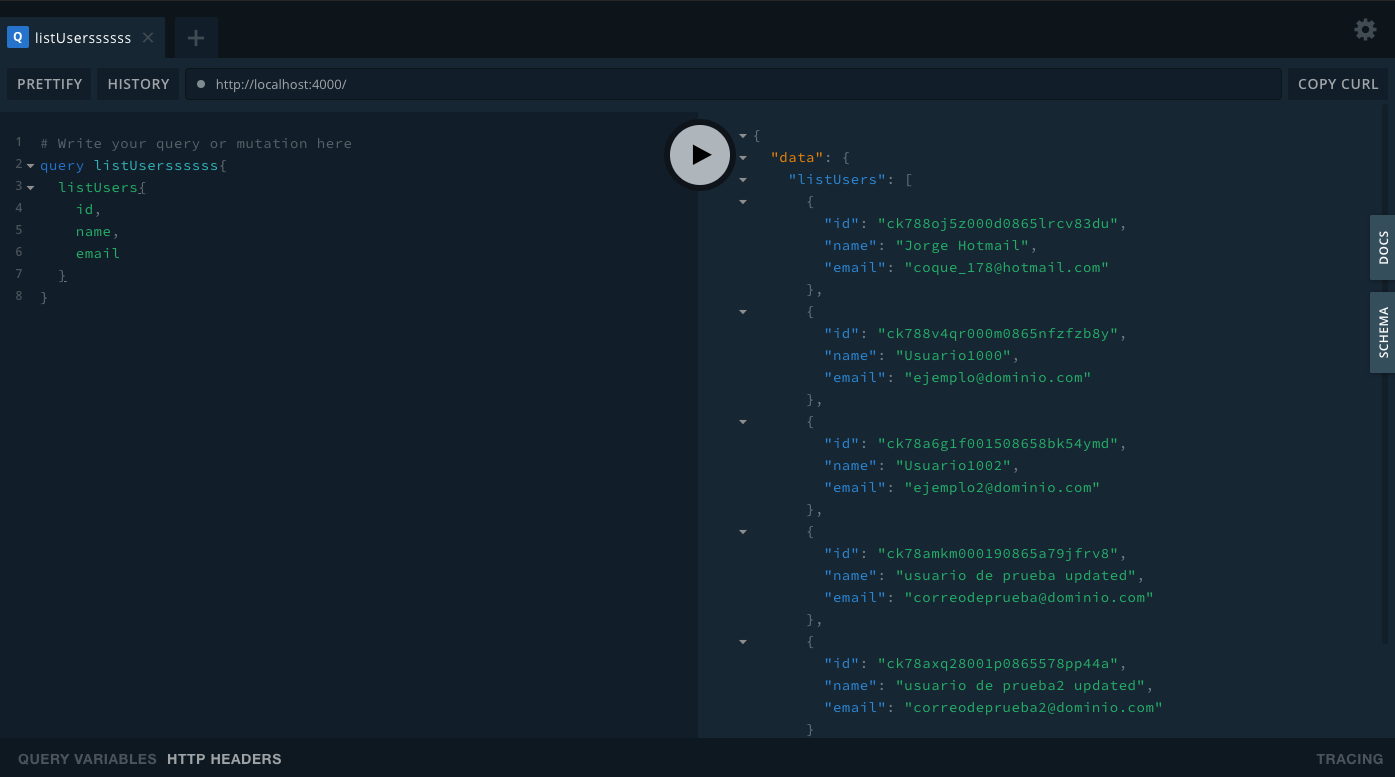 Q listUserssssss
PRETTIFY HISTORY http://localhost:4000/ COPY CURL
1 # Write your query or mutation here
2 query listUserssssss{
3 listUsers{
4 id,
5 name,
6 email
7 }
8 }
{
"data": {
"listUsers": [
{
"id": "ck788oj5z000d0865lrcv83du",
"name": "Jorge Hotmail",
"email": "coque_178@hotmail.com"
},
{
"id": "ck788v4qr000m0865nfzfzb8y",
"name": "Usuario1000",
"email": "ejemplo@dominio.com"
},
{
"id": "ck78a6g1f001508658bk54ymd",
"name": "Usuario1002",
"email": "ejemplo2@dominio.com"
},
{
"id": "ck78amkm000190865a79jfrv8",
"name": "usuario de prueba updated",
"email": "correodeprueba@dominio.com"
},
{
"id": "ck78axq28001p0865578pp44a",
"name": "usuario de prueba2 updated",
"email": "correodeprueba2@dominio.com"
}
DOCS
SCHEMA
QUERY VARIABLES HTTP HEADERS TRACING